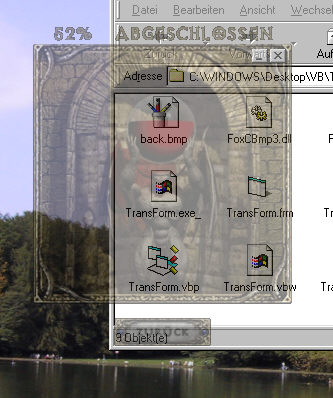 Datei Bearbeiten Ansicht Wechsel
52% ABGESCHLOSSEN
Zurück Vorwärts Auf
Adresse C:\WINDOWS\Desktop\VB\T
back.bmp FoxCBmp3.dll
TransForm.exe_ TransForm.frm
TransForm.vbp TransForm.vbw
ZURÜCK
9 Objekt(e)